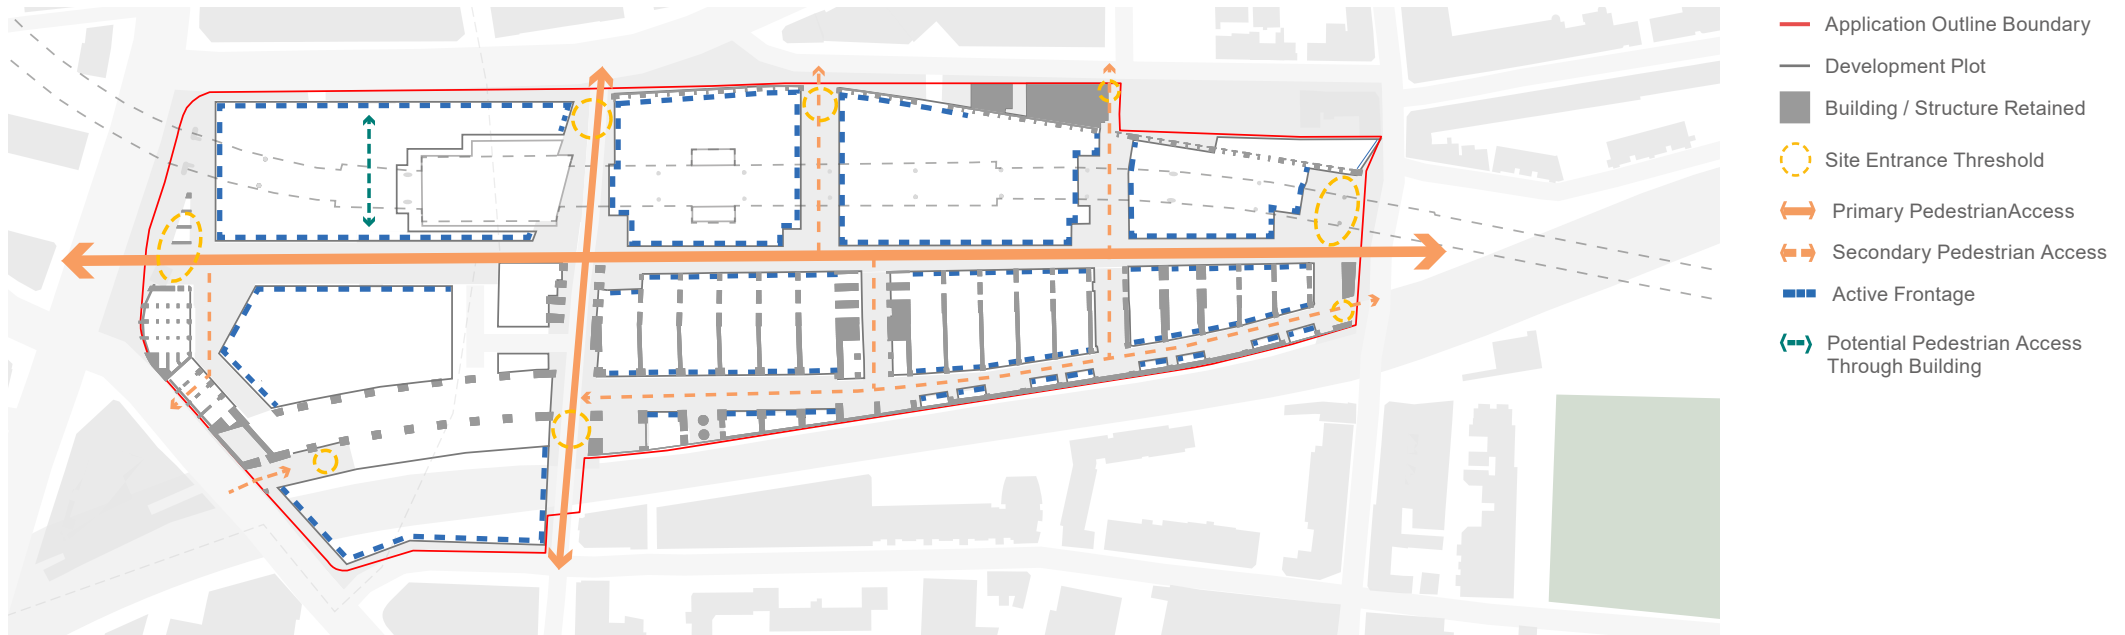 Application Outline Boundary
Development Plot
Building / Structure Retained
Site Entrance Threshold
Primary PedestrianAccess
Secondary Pedestrian Access
Active Frontage
Potential Pedestrian Access
Through Building